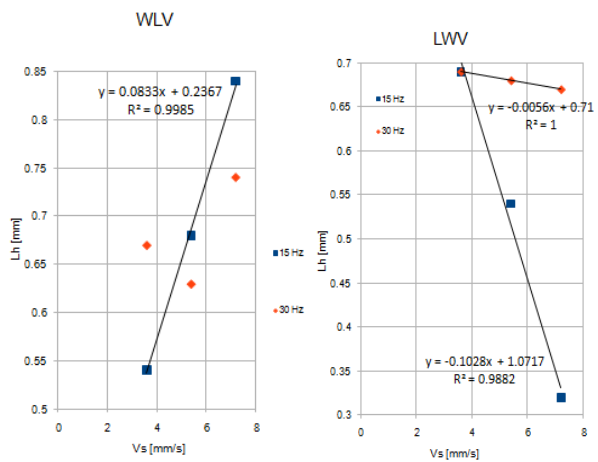 WLV
0.85
0.8
0.75
0.7
0.65
0.6
0.55
0.5
Lh [mm]
y = 0.0833x + 0.2367
R² = 0.9985
15 Hz
30 Hz
0 2 4 6 8
Vs [mm/s]
LWV
0.7
0.65
0.6
0.55
0.5
0.45
0.4
0.35
0.3
Lh [mm]
15 Hz
30 Hz
y = -0.0056x + 0.71
R² = 1
y = -0.1028x + 1.0717
R² = 0.9882
0 2 4 6 8
Vs [mm/s]